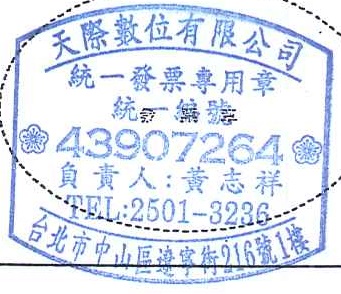 天際數位有限公司
統一發票專用章
統一編號
43907264
負責人:黃志祥
TEL:2501-3236
台北市中山區遼寧街216號1樓